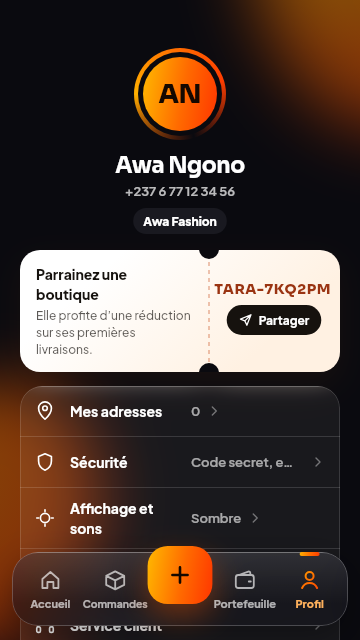 AN
Awa Ngono
+237 6 77 12 34 56
Awa Fashion
Parrainez une
boutique
Elle profite d'une réduction
sur ses premières
livraisons.
TARA-7KQ2PM
Partager
Mes adresses 0
Sécurité Code secret, e...
Affichage et
sons
Sombre
Accueil
Commandes
+
Portefeuille
Profil
Service client